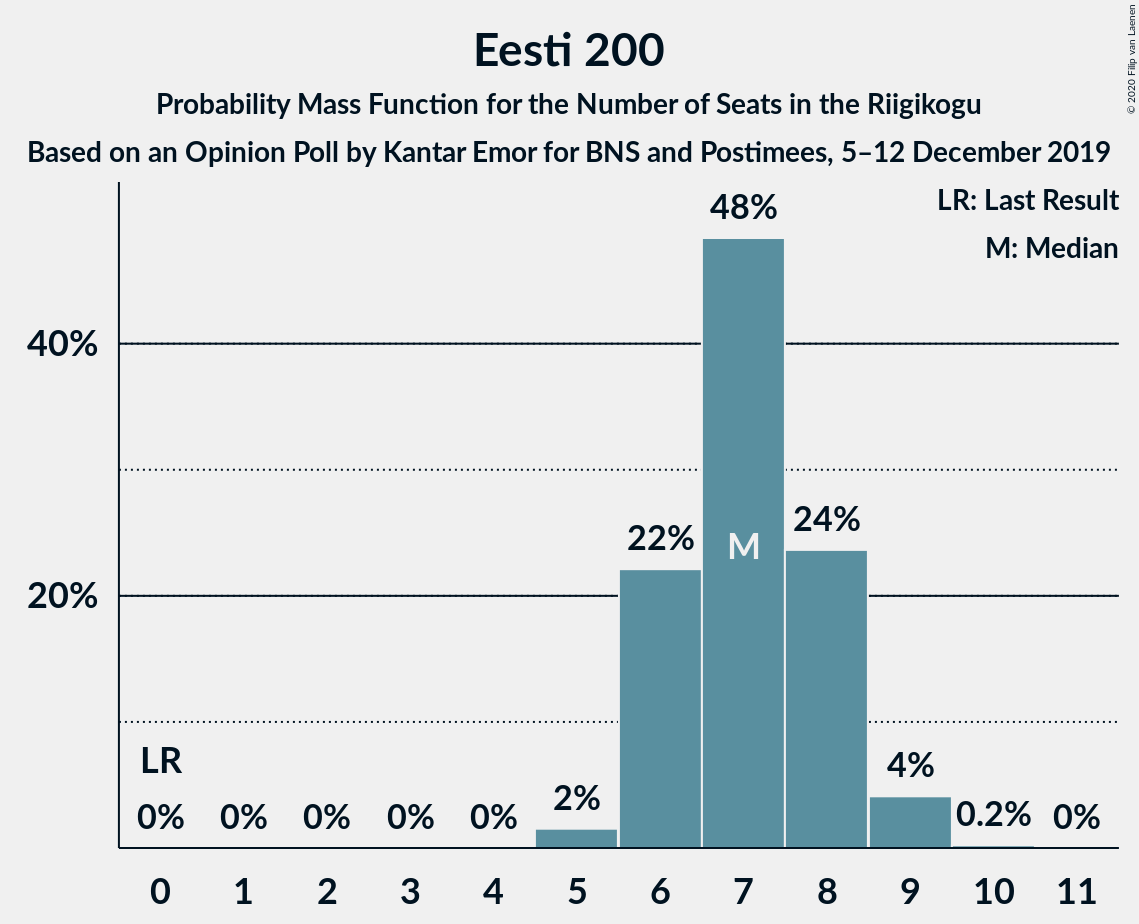 Eesti 200
Probability Mass Function for the Number of Seats in the Riigikogu
Based on an Opinion Poll by Kantar Emor for BNS and Postimees, 5–12 December 2019
© 2020 Filip van Laenen
LR: Last Result
M: Median
40%
20%
LR
0% 0% 0% 0% 0% 2% 22% 48% 24% 4% 0.2% 0%
M
0 1 2 3 4 5 6 7 8 9 10 11